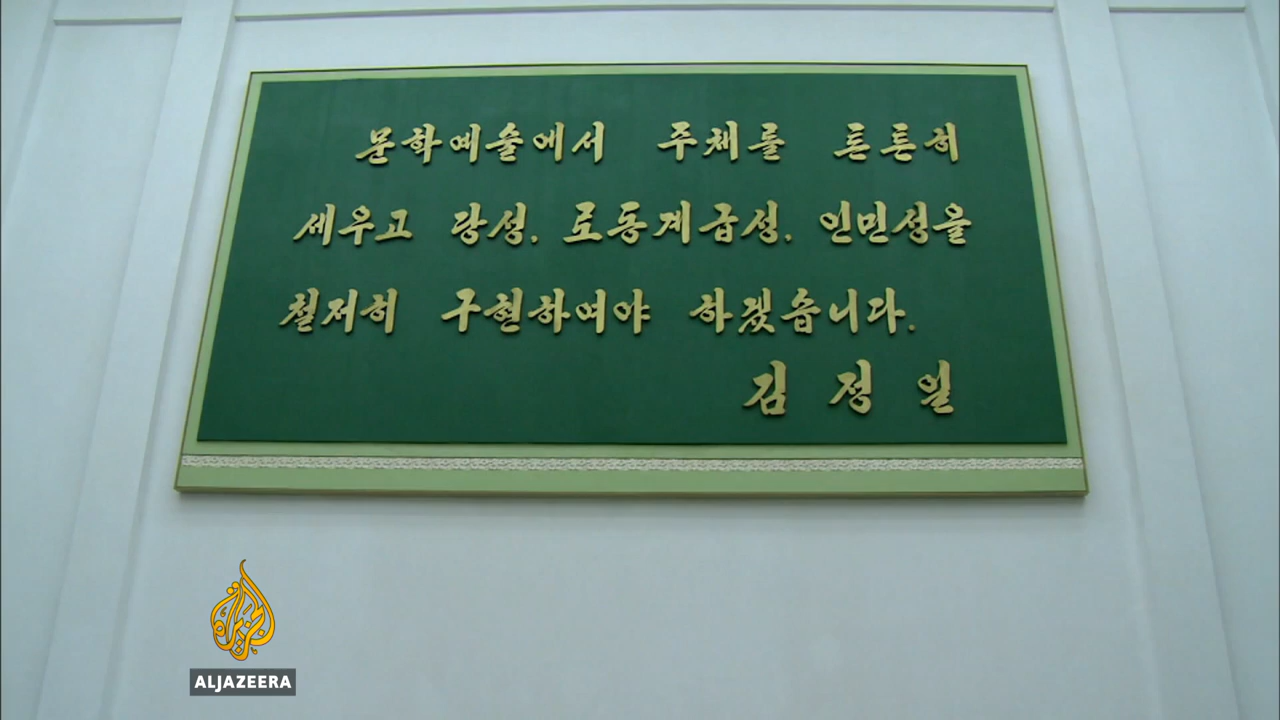 문학예술에서 주체를 튼튼히
세우고 당성, 로동계급성, 인민성을
철저히 구현하여야 하겠습니다.
김정일
الجزيرة
ALJAZEERA